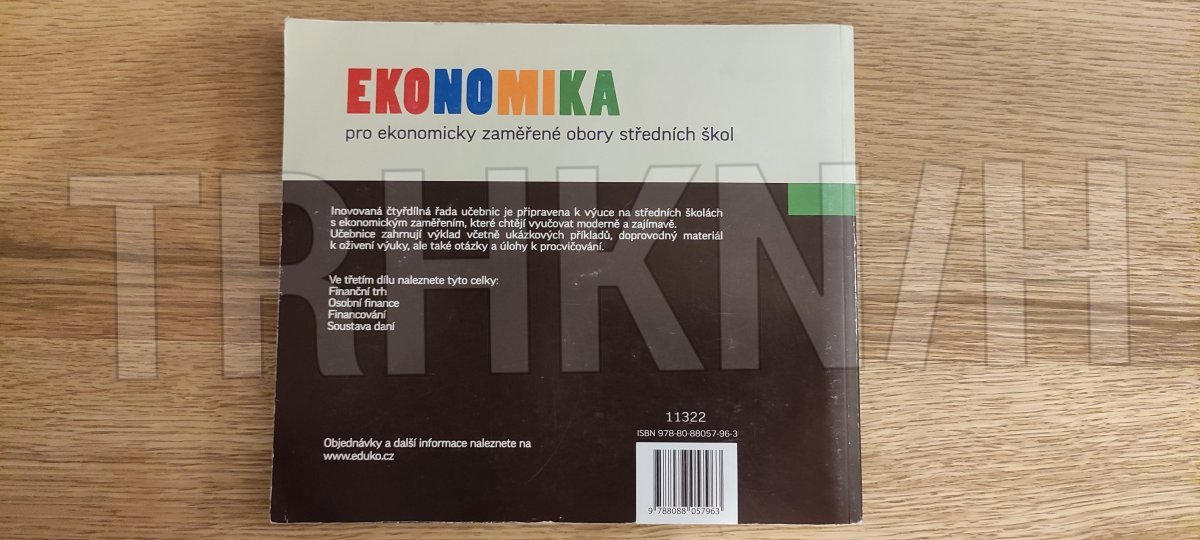 EKONOMIKA
pro ekonomicky zaměřené obory středních škol
TRHKNIH
Inovovaná čtyřdílná řada učebnic je připravena k výuce na středních školách
s ekonomickým zaměřením, které chtějí vyučovat moderně a zajímavě.
Učebnice zahrnují výklad včetně ukázkových příkladů, doprovodný materiál
k oživení výuky, ale také otázky a úlohy k procvičování.
Ve třetím dílu naleznete tyto celky:
Finanční trh
Osobní finance
Financování
Soustava daní
11322
ISBN 978-80-88057-96-3
Objednávky a další informace naleznete na
www.eduko.cz
9 788088 057963